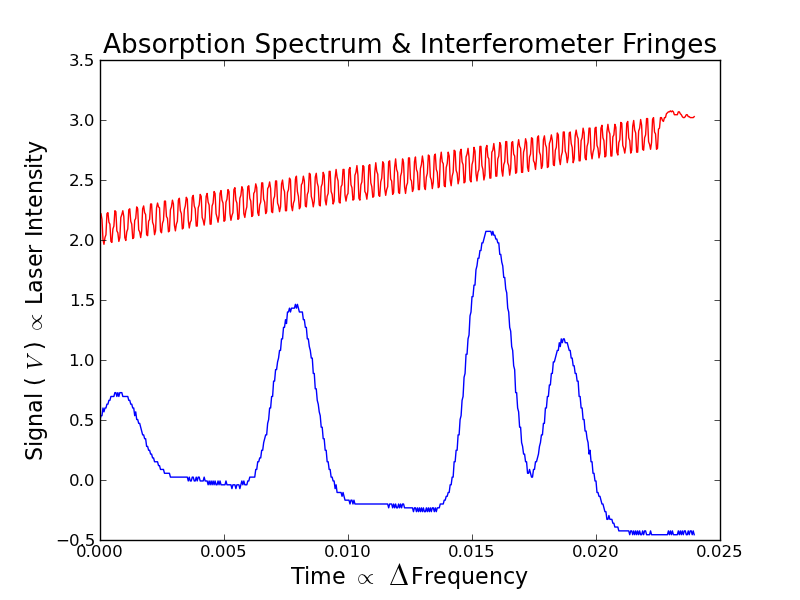 Absorption Spectrum & Interferometer Fringes
Signal ( V ) ∝ Laser Intensity
3.5
3.0
2.5
2.0
1.5
1.0
0.5
0.0
−0.5
0.000 0.005 0.010 0.015 0.020 0.025
Time ∝ Δ Frequency